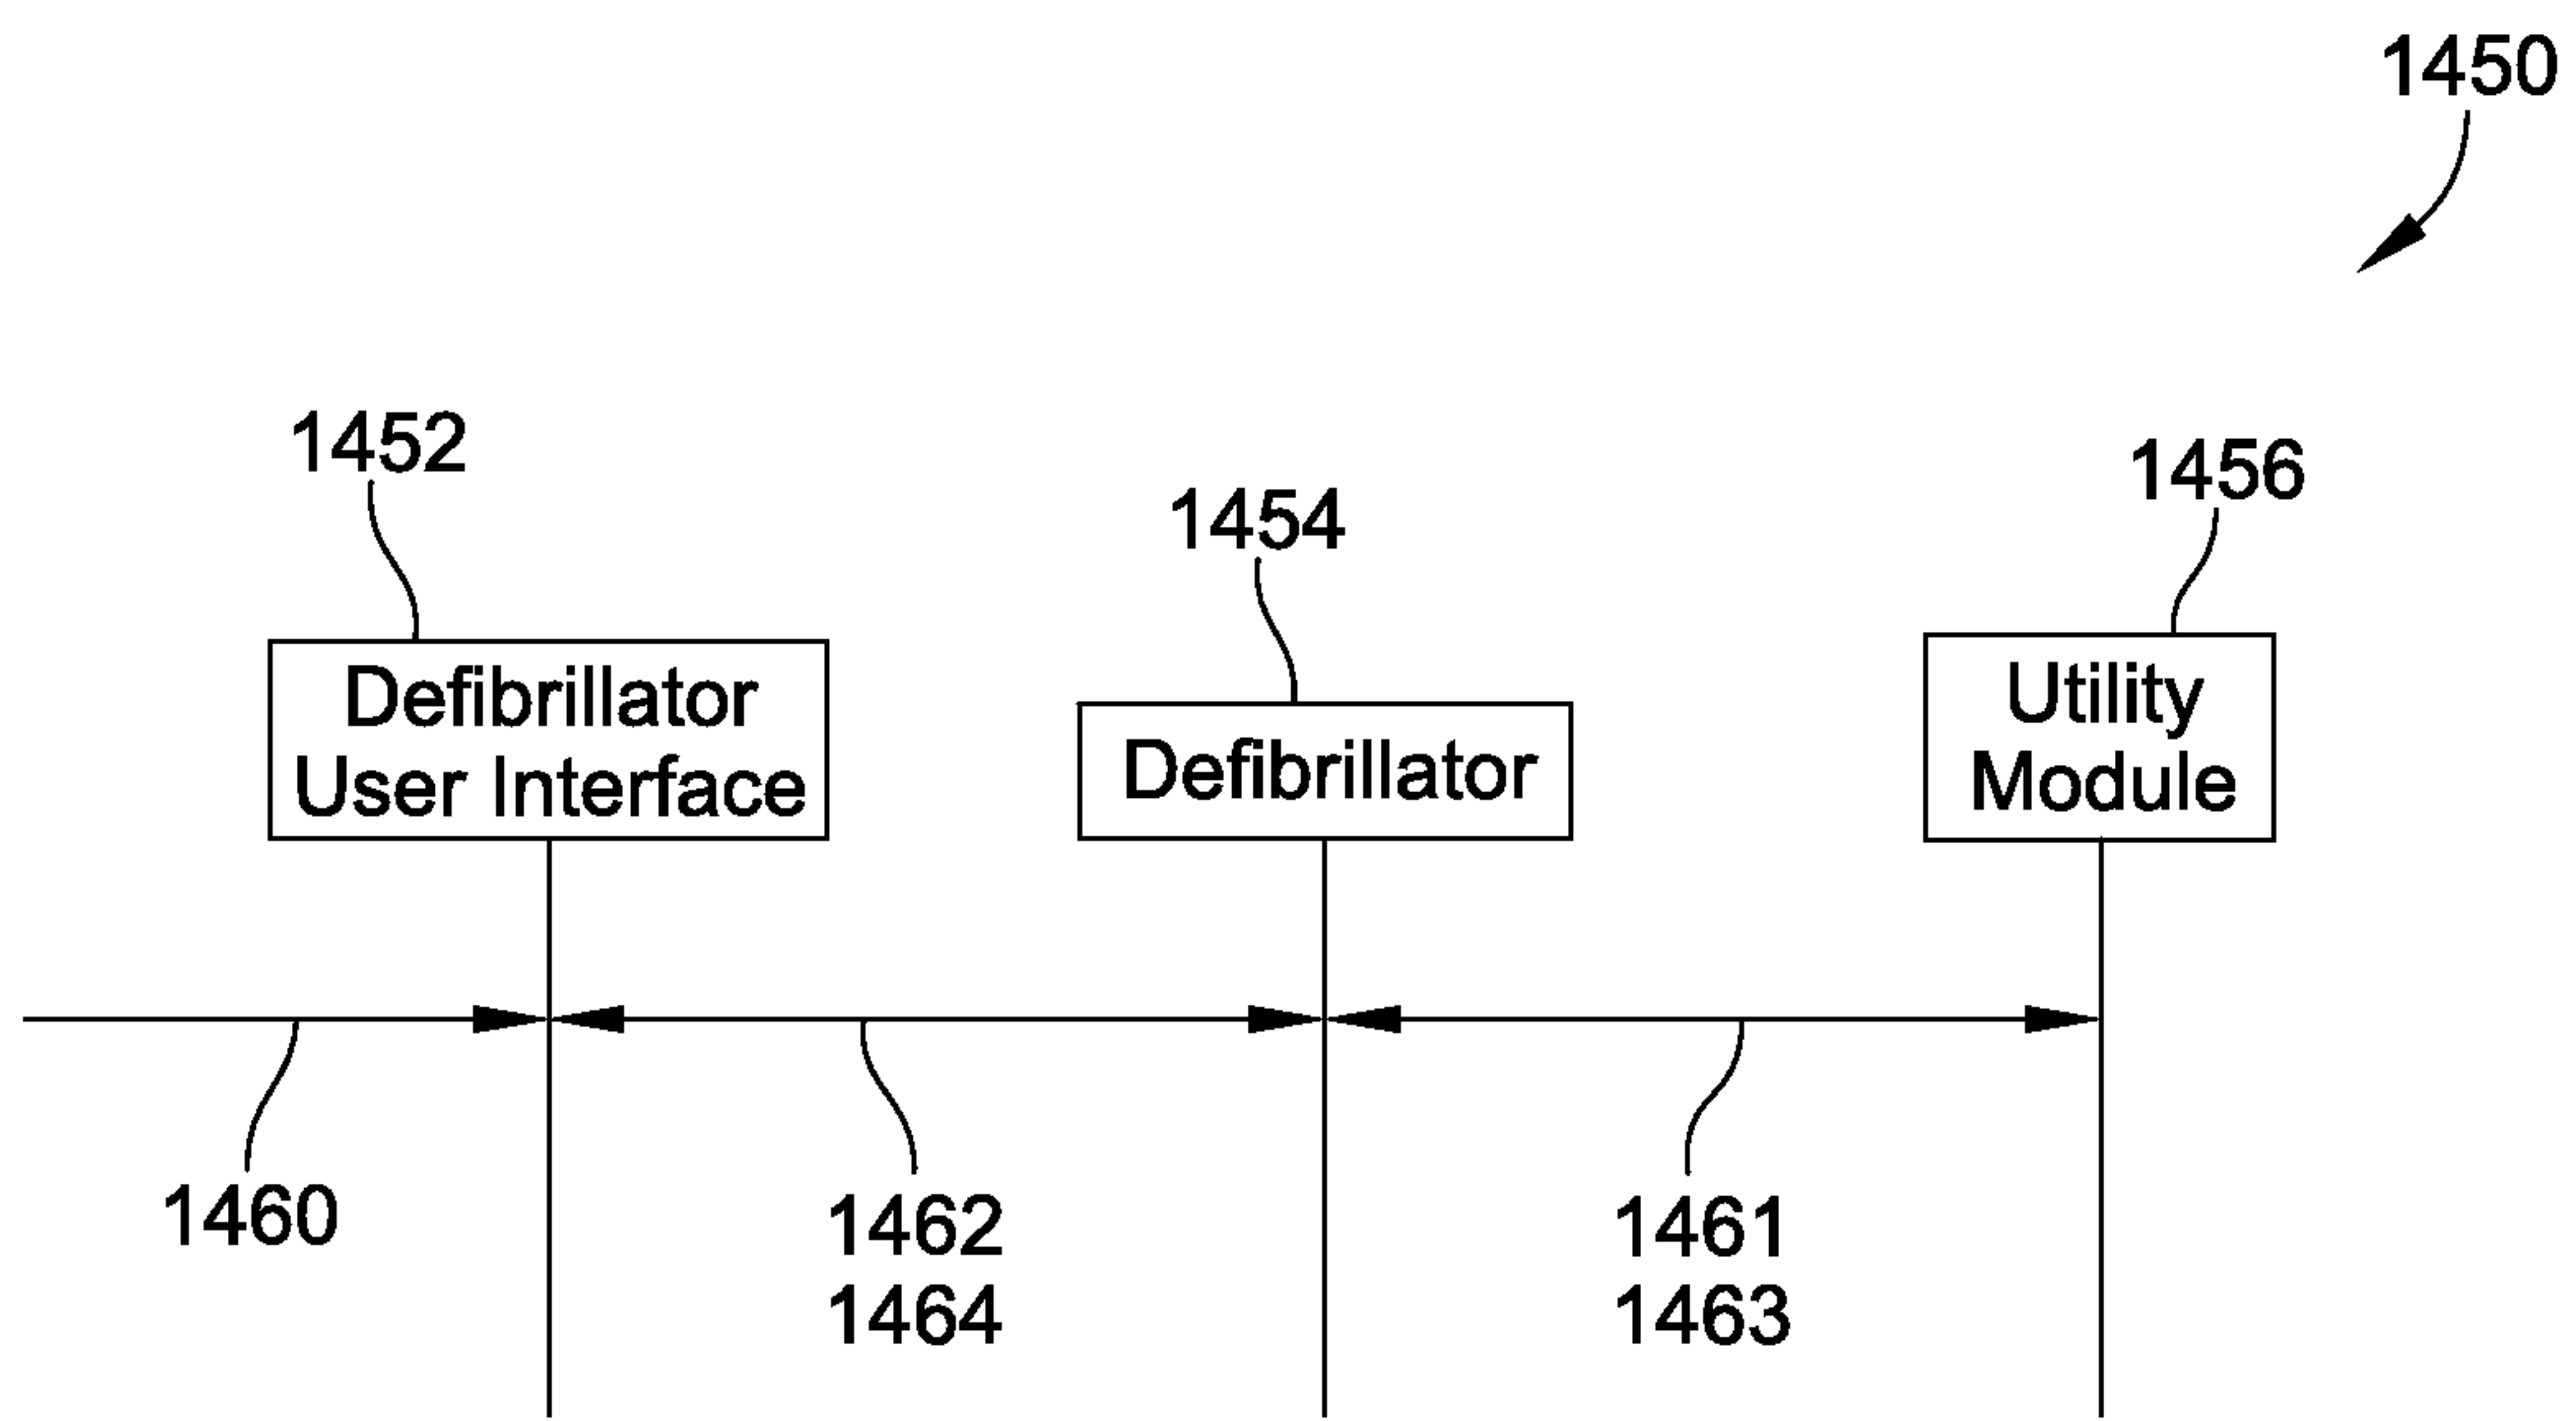 1450
1452
1454
1456
Defibrillator
User Interface
Defibrillator
Utility
Module
1460
1462
1464
1461
1463